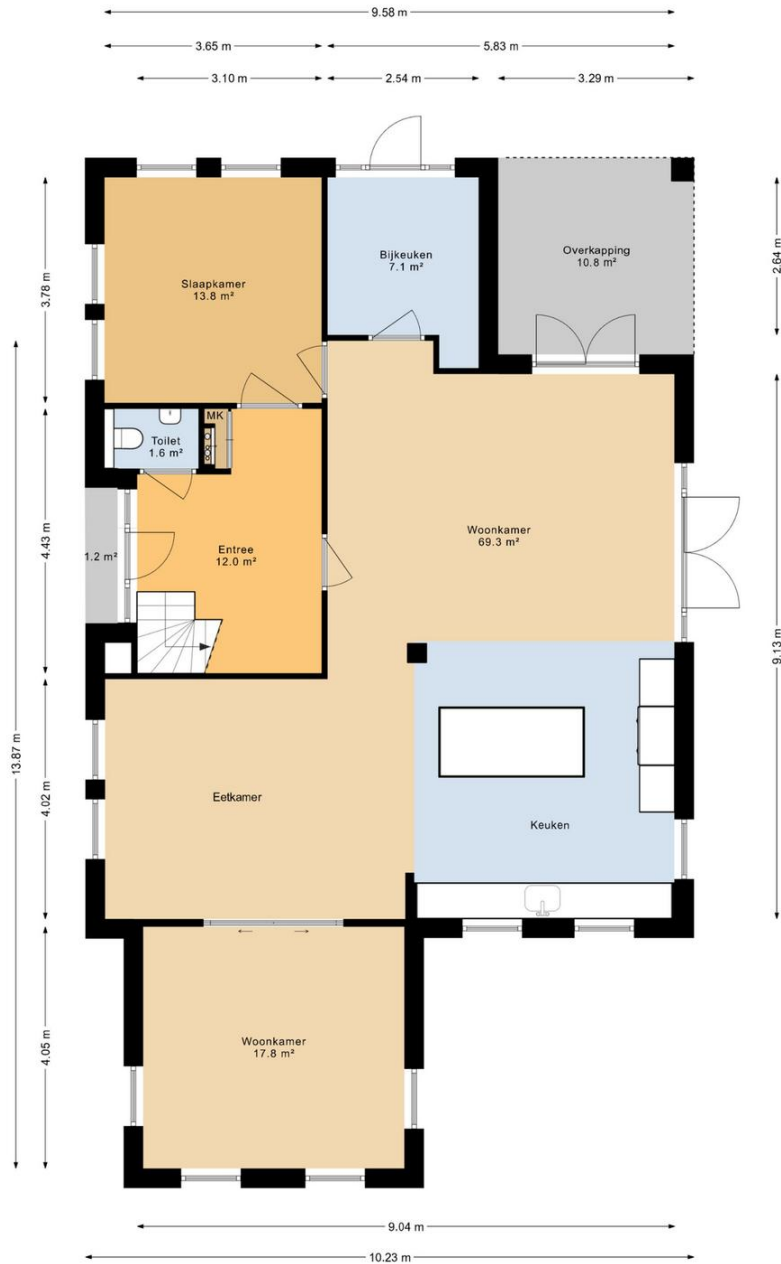 9.58 m
3.65 m
5.83 m
3.10 m
2.54 m
3.29 m
3.78 m
2.64 m
Slaapkamer
13.8 m²
Bijkeuken
7.1 m²
Overkapping
10.8 m²
MK
Toilet
1.6 m²
4.43 m
1.2 m²
Entree
12.0 m²
Woonkamer
69.3 m²
9.13 m
13.87 m
4.02 m
Eetkamer
Keuken
4.05 m
Woonkamer
17.8 m²
9.04 m
10.23 m